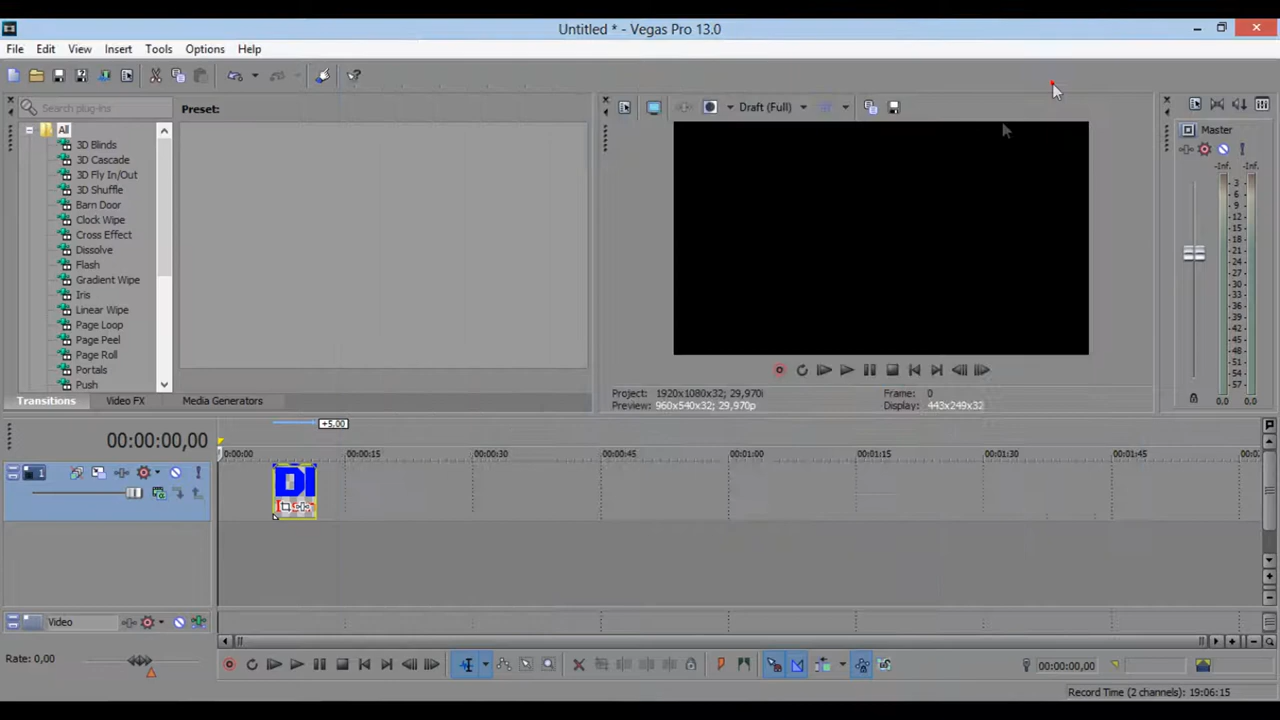 Untitled * - Vegas Pro 13.0
File Edit View Insert Tools Options Help
Search plug-ins
Preset:
All
3D Blinds
3D Cascade
3D Fly In/Out
3D Shuffle
Barn Door
Clock Wipe
Cross Effect
Dissolve
Flash
Gradient Wipe
Iris
Linear Wipe
Page Loop
Page Peel
Page Roll
Portals
Push
Transitions Video FX Media Generators
Draft (Full)
Project: 1920x1080x32; 29,970i Frame: 0
Preview: 960x540x32; 29,970p Display: 443x249x32
Master
-Inf. -Inf.
3
6
9
12
15
18
21
24
27
30
33
36
39
42
45
48
51
54
57
0.0 0.0
+5.00
00:00:00,00
00:00:00 00:00:15 00:00:30 00:00:45 00:01:00 00:01:15 00:01:30 00:01:45
1
DI
Video
Rate: 0,00
00:00:00,00
Record Time (2 channels): 19:06:15